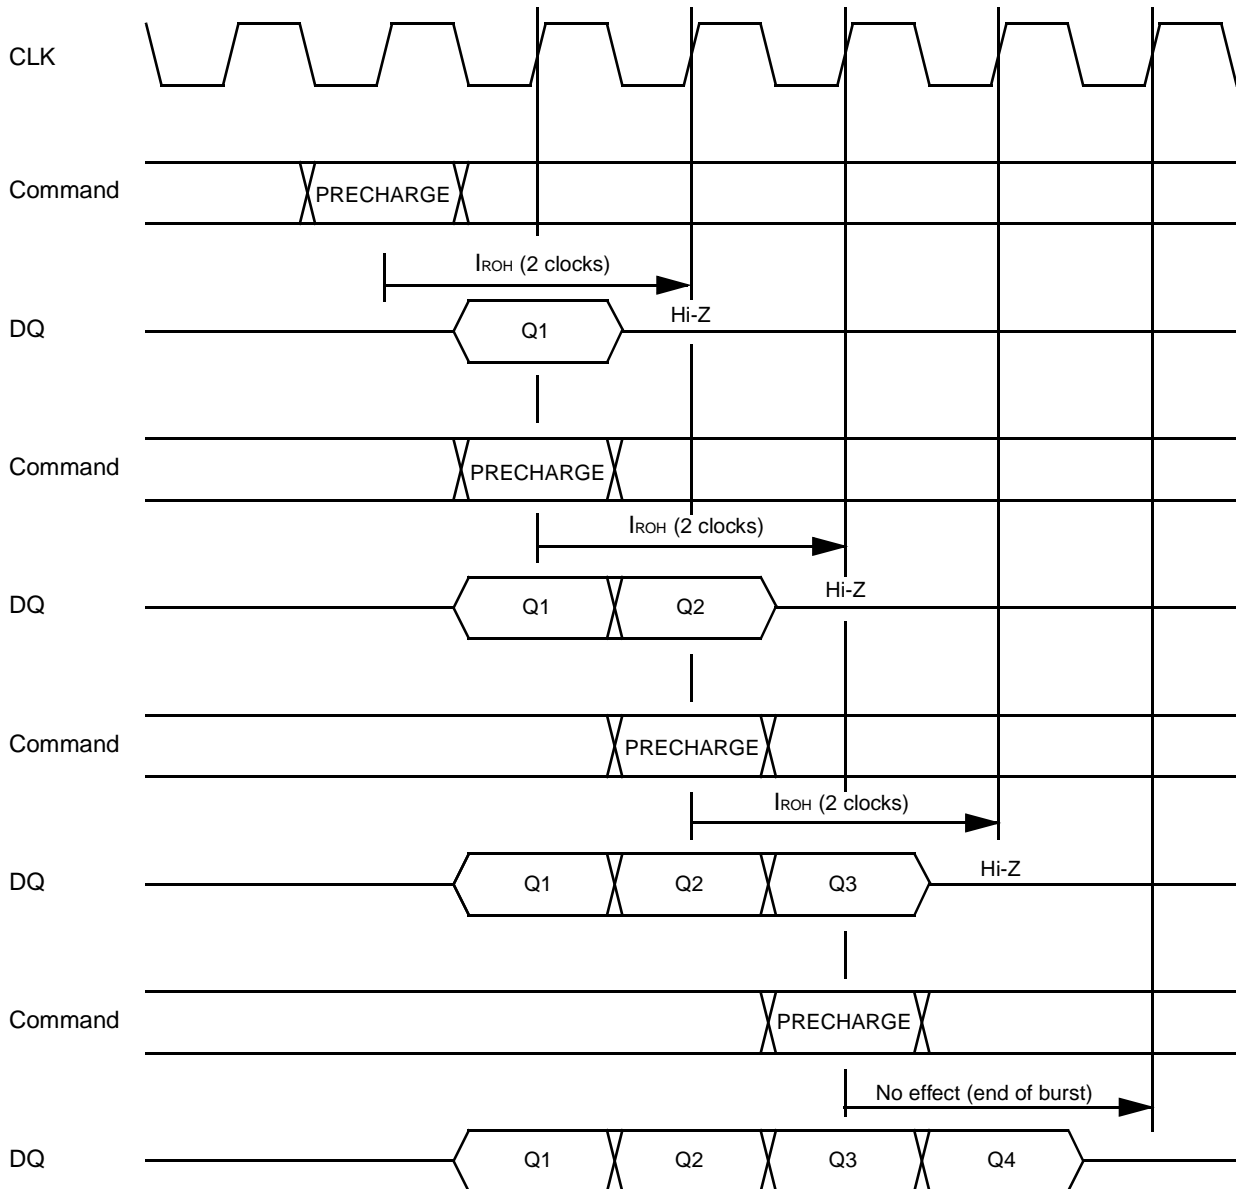 CLK
Command
PRECHARGE
IROH (2 clocks)
DQ
Q1
Hi-Z
Command
PRECHARGE
IROH (2 clocks)
DQ
Q1 Q2
Hi-Z
Command
PRECHARGE
IROH (2 clocks)
DQ
Q1 Q2 Q3
Hi-Z
Command
PRECHARGE
No effect (end of burst)
DQ
Q1 Q2 Q3 Q4